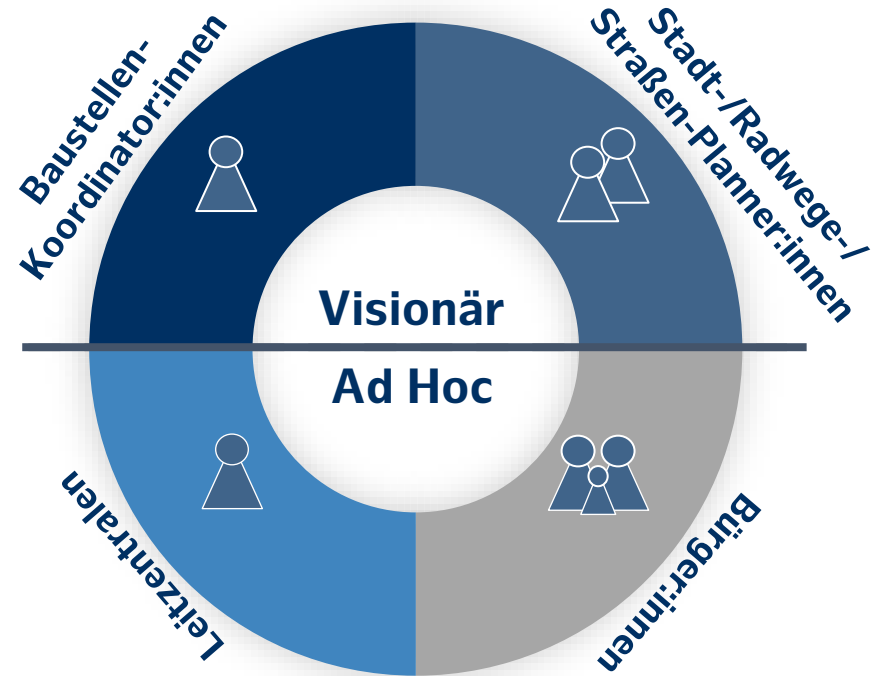 Baustellen-
Koordinator:innen
Stadt-/Radwege-/
Straßen-Planner:innen
Visionär
Ad Hoc
Leitzentralen
Bürger:innen